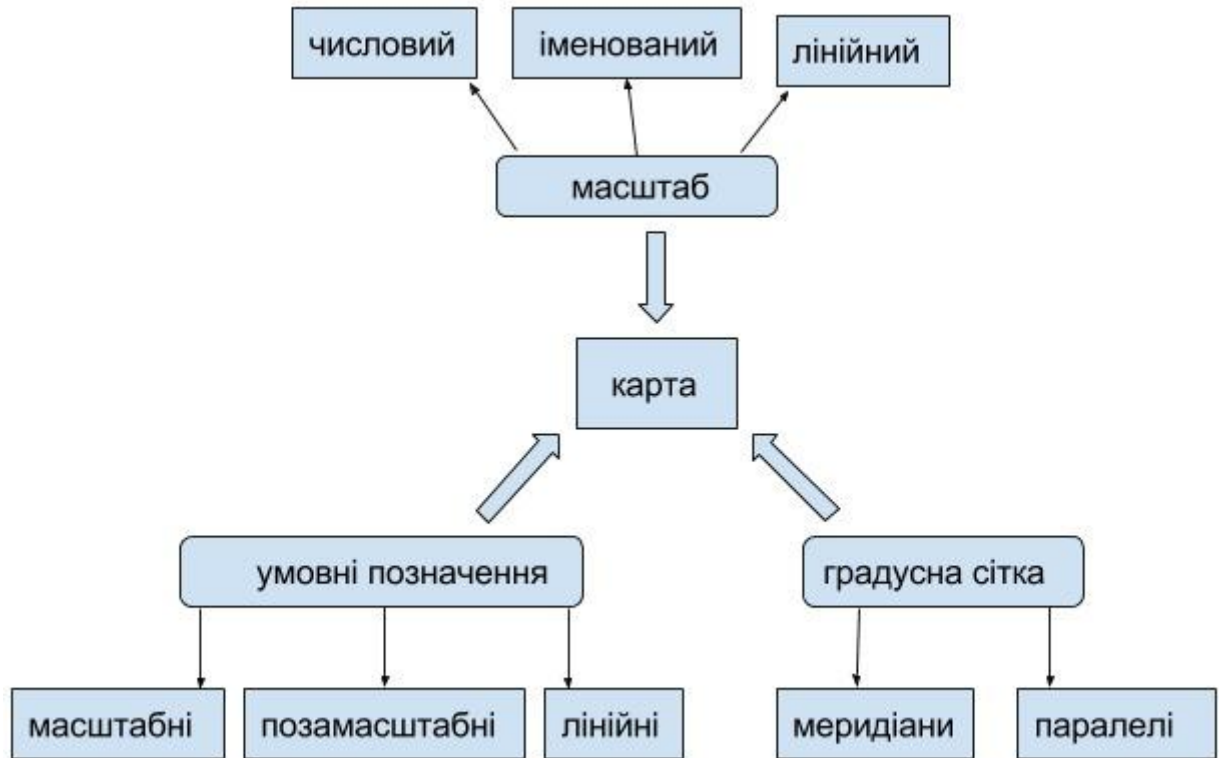 числовий
іменований
лінійний
масштаб
карта
умовні позначення
градусна сітка
масштабні
позамасштабні
лінійні
меридіани
паралелі